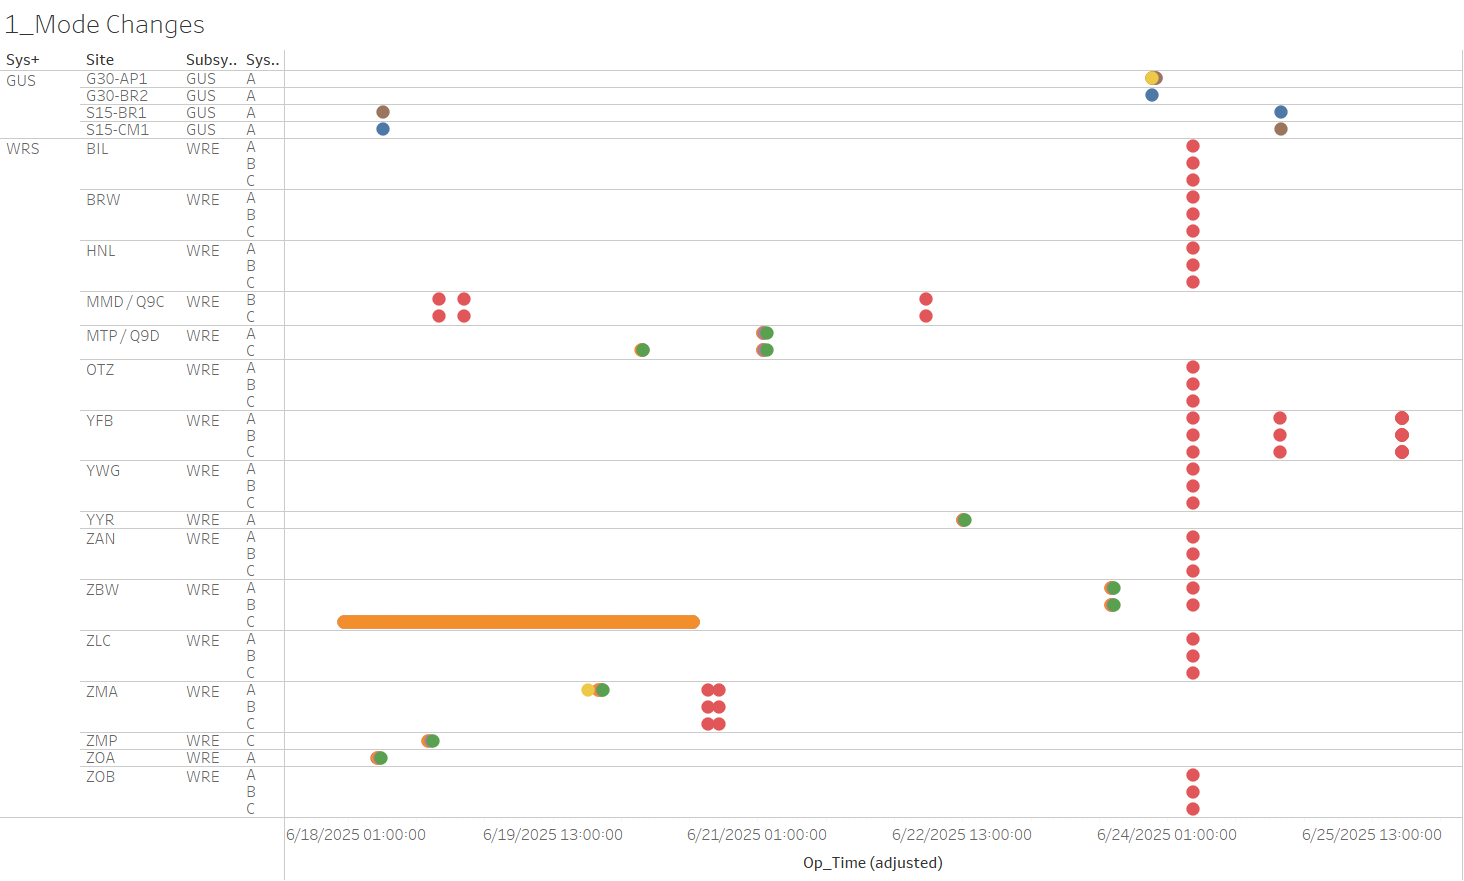 1_Mode Changes
Sys+ Site Subsy.. Sys..
GUS G30-AP1 GUS A
G30-BR2 GUS A
S15-BR1 GUS A
S15-CM1 GUS A
WRS BIL WRE A
B
C
BRW WRE A
B
C
HNL WRE A
B
C
MMD / Q9C WRE B
C
MTP / Q9D WRE A
C
OTZ WRE A
B
C
YFB WRE A
B
C
YWG WRE A
B
C
YYR WRE A
ZAN WRE A
B
C
ZBW WRE A
B
C
ZLC WRE A
B
C
ZMA WRE A
B
C
ZMP WRE C
ZOA WRE A
ZOB WRE A
B
C
6/18/2025 01:00:00 6/19/2025 13:00:00 6/21/2025 01:00:00 6/22/2025 13:00:00 6/24/2025 01:00:00 6/25/2025 13:00:00
Op_Time (adjusted)